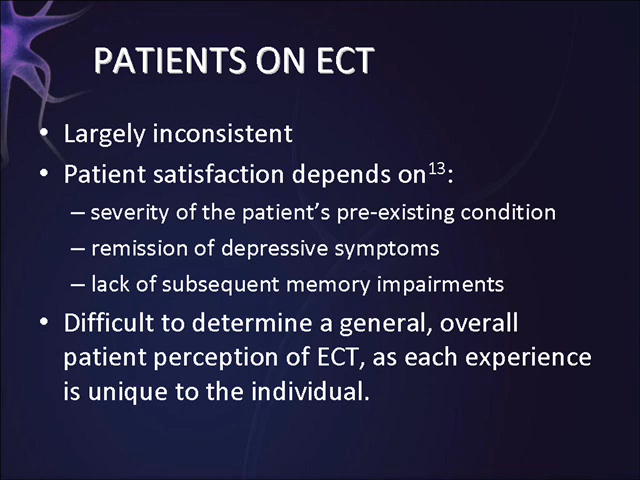 PATIENTS ON ECT
• Largely inconsistent
• Patient satisfaction depends on¹³:
– severity of the patient’s pre-existing condition
– remission of depressive symptoms
– lack of subsequent memory impairments
• Difficult to determine a general, overall
patient perception of ECT, as each experience
is unique to the individual.